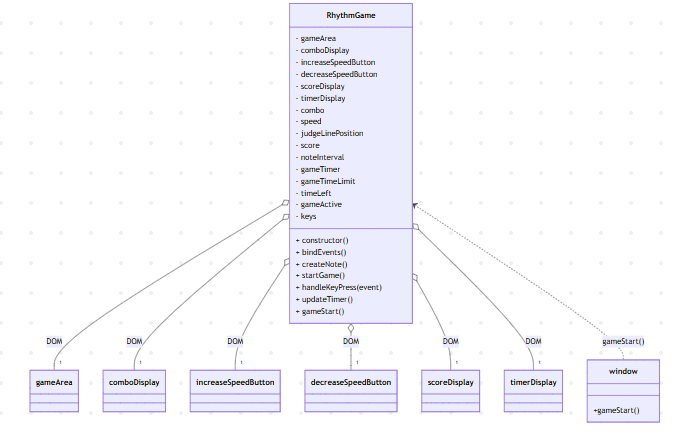 RhythmGame
- gameArea
- comboDisplay
- increaseSpeedButton
- decreaseSpeedButton
- scoreDisplay
- timerDisplay
- combo
- speed
- judgeLinePosition
- score
- noteInterval
- gameTimer
- gameTimeLimit
- timeLeft
- gameActive
- keys
+ constructor()
+ bindEvents()
+ createNote()
+ startGame()
+ handleKeyPress(event)
+ updateTimer()
+ gameStart()
DOM DOM DOM DOM DOM DOM gameStart()
1 1 1 1 1 1
gameArea comboDisplay increaseSpeedButton decreaseSpeedButton scoreDisplay timerDisplay window
+gameStart()